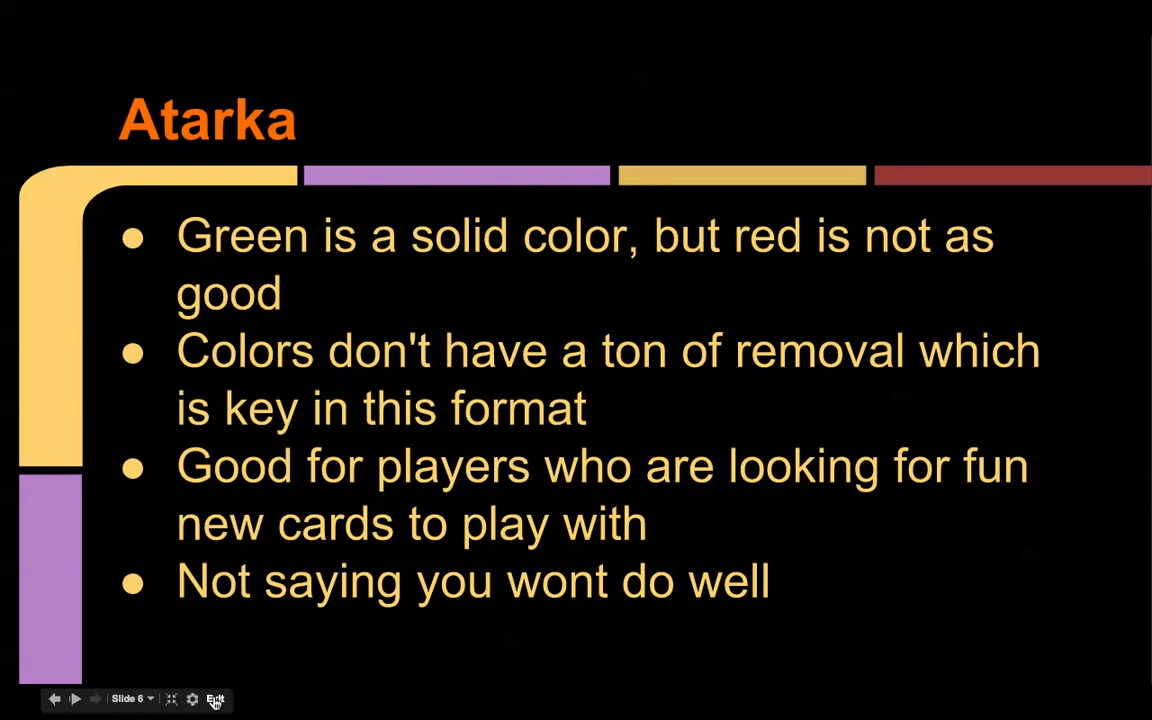 Atarka
● Green is a solid color, but red is not as
good
● Colors don't have a ton of removal which
is key in this format
● Good for players who are looking for fun
new cards to play with
● Not saying you wont do well
Slide 6 Exit